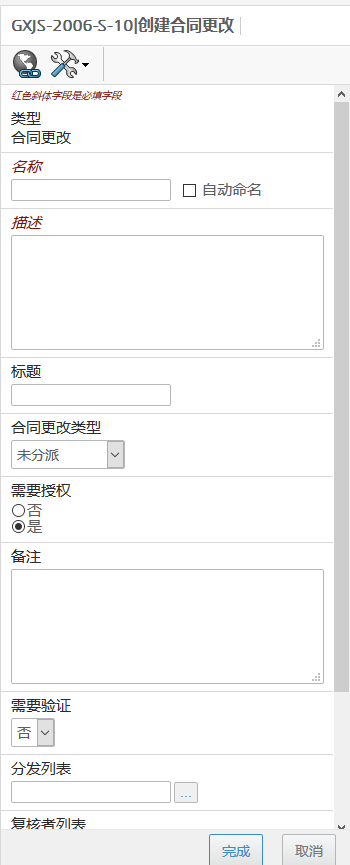 GXJS-2006-S-10|创建合同更改
红色斜体字段是必填字段
类型
合同更改
名称
自动命名
描述
标题
合同更改类型
未分派
需要授权
否
是
备注
需要验证
否
分发列表
...
复核者列表
完成 取消